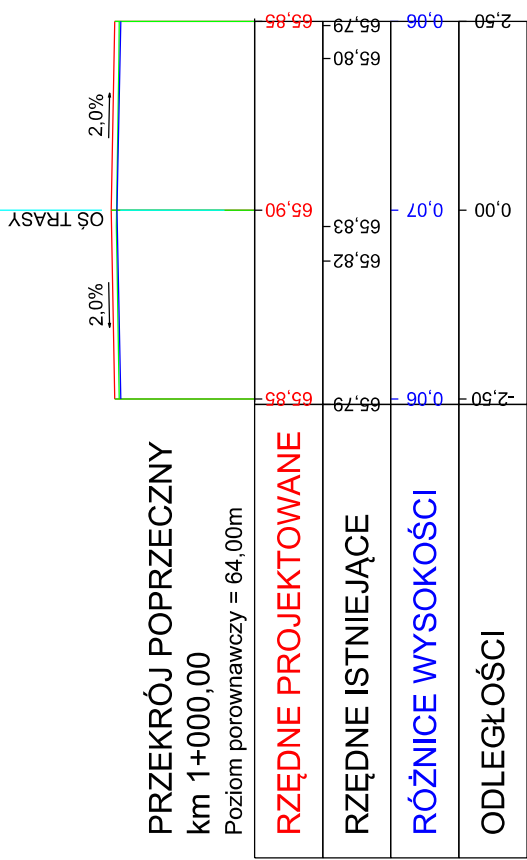 OŚ TRASY
2,0% 2,0%
PRZEKRÓJ POPRZECZNY
km 1+000,00
Poziom porownawczy = 64,00m
RZĘDNE PROJEKTOWANE 65,85 65,90 65,85
RZĘDNE ISTNIEJĄCE 65,79 65,82 65,83 65,80 65,79
RÓŻNICE WYSOKOŚCI 0,06 0,07 0,06
ODLEGŁOŚCI -2,50 0,00 2,50